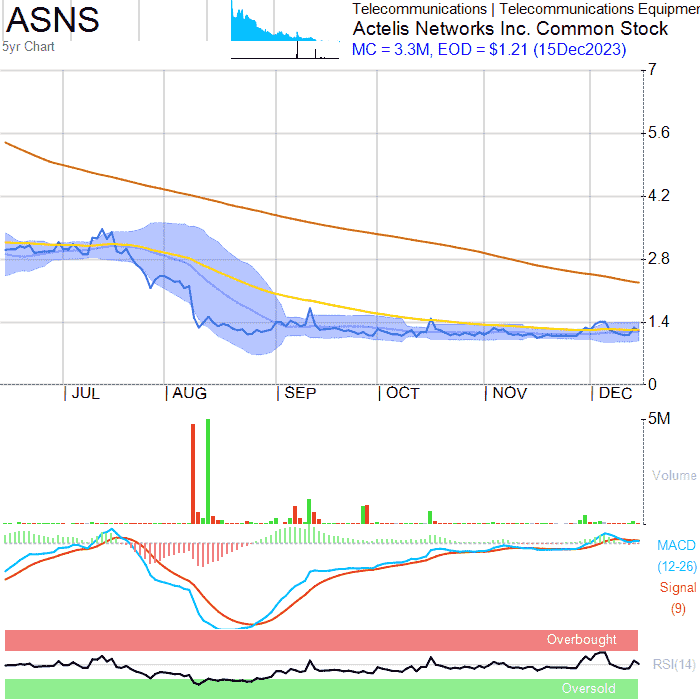 ASNS
5yr Chart
Telecommunications | Telecommunications Equipmen
Actelis Networks Inc. Common Stock
MC = 3.3M, EOD = $1.21 (15Dec2023)
7
5.6
4.2
2.8
1.4
0
JUL
AUG
SEP
OCT
NOV
DEC
5M
Volume
MACD
(12-26)
Signal
(9)
Overbought
RSI(14)
Oversold